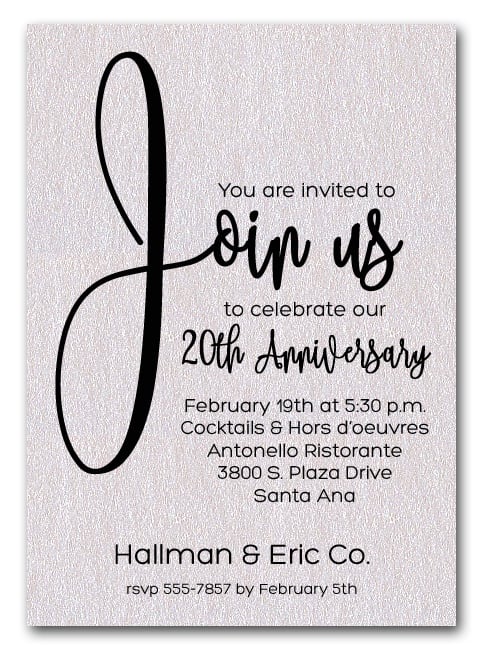 You are invited to
Join us
to celebrate our
20th Anniversary
February 19th at 5:30 p.m.
Cocktails & Hors d'oeuvres
Antonello Ristorante
3800 S. Plaza Drive
Santa Ana
Hallman & Eric Co.
rsvp 555-7857 by February 5th